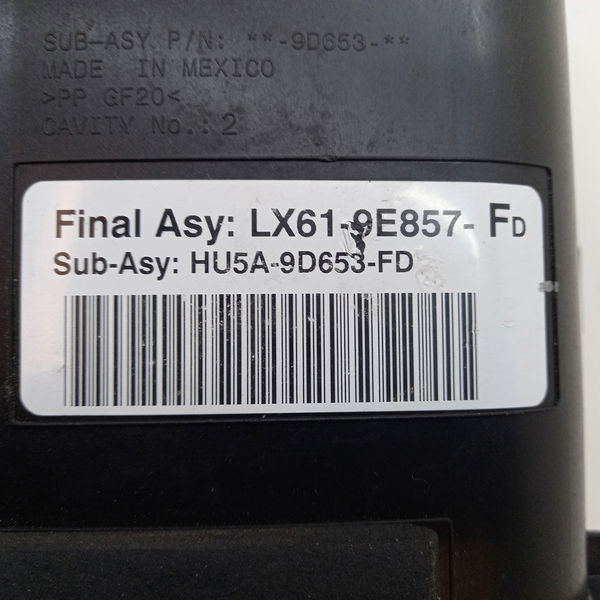 SUB-ASY P/N: **-9D653-**
MADE IN MEXICO
>PP GF20<
CAVITY No.: 2
Final Asy: LX61-9E857- FD
Sub-Asy: HU5A-9D653-FD